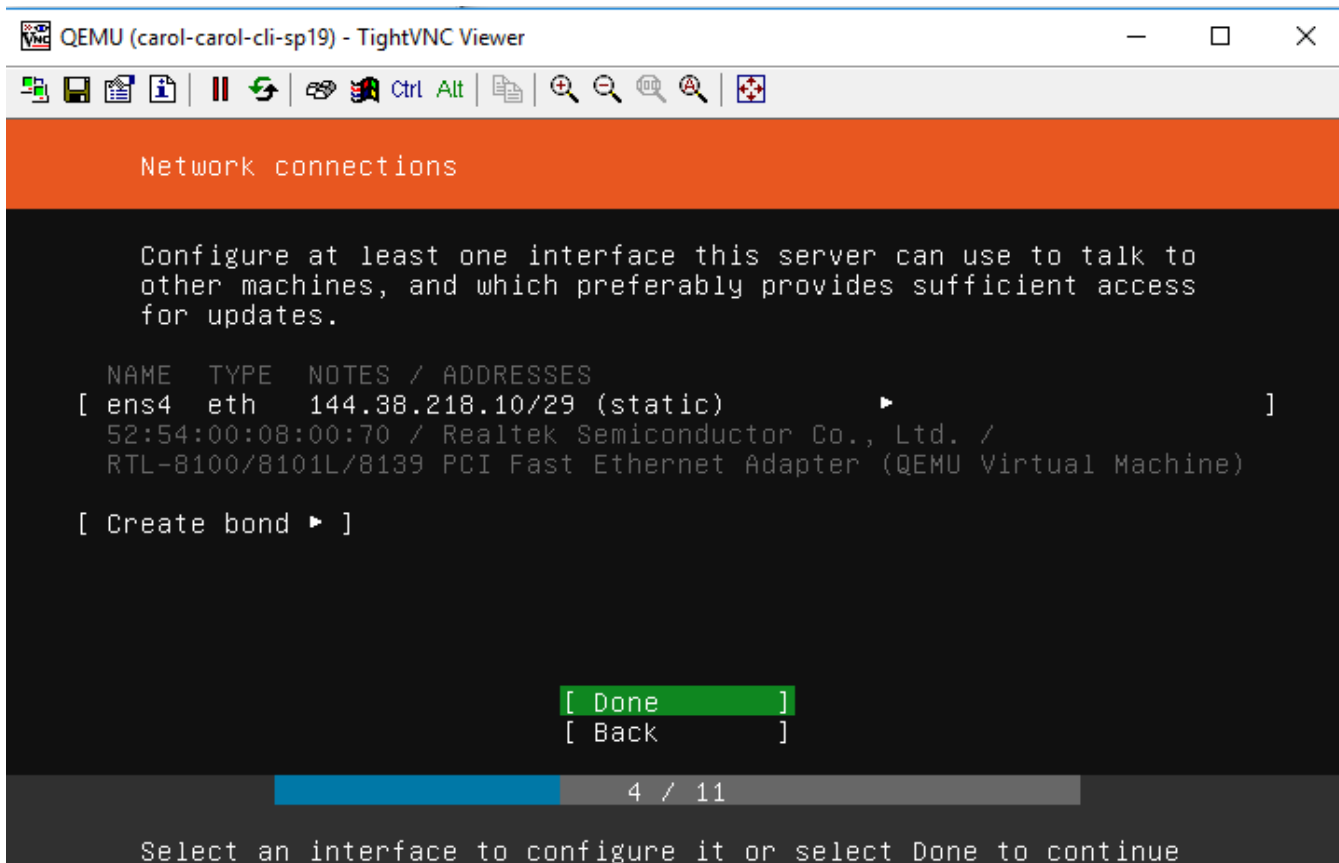 QEMU (carol-carol-cli-sp19) - TightVNC Viewer
Ctrl Alt
Network connections
Configure at least one interface this server can use to talk to
other machines, and which preferably provides sufficient access
for updates.
NAME TYPE NOTES / ADDRESSES
[ ens4 eth 144.38.218.10/29 (static) ▸ ]
52:54:00:08:00:70 / Realtek Semiconductor Co., Ltd. /
RTL-8100/8101L/8139 PCI Fast Ethernet Adapter (QEMU Virtual Machine)
[ Create bond ▸ ]
[ Done ]
[ Back ]
4 / 11
Select an interface to configure it or select Done to continue